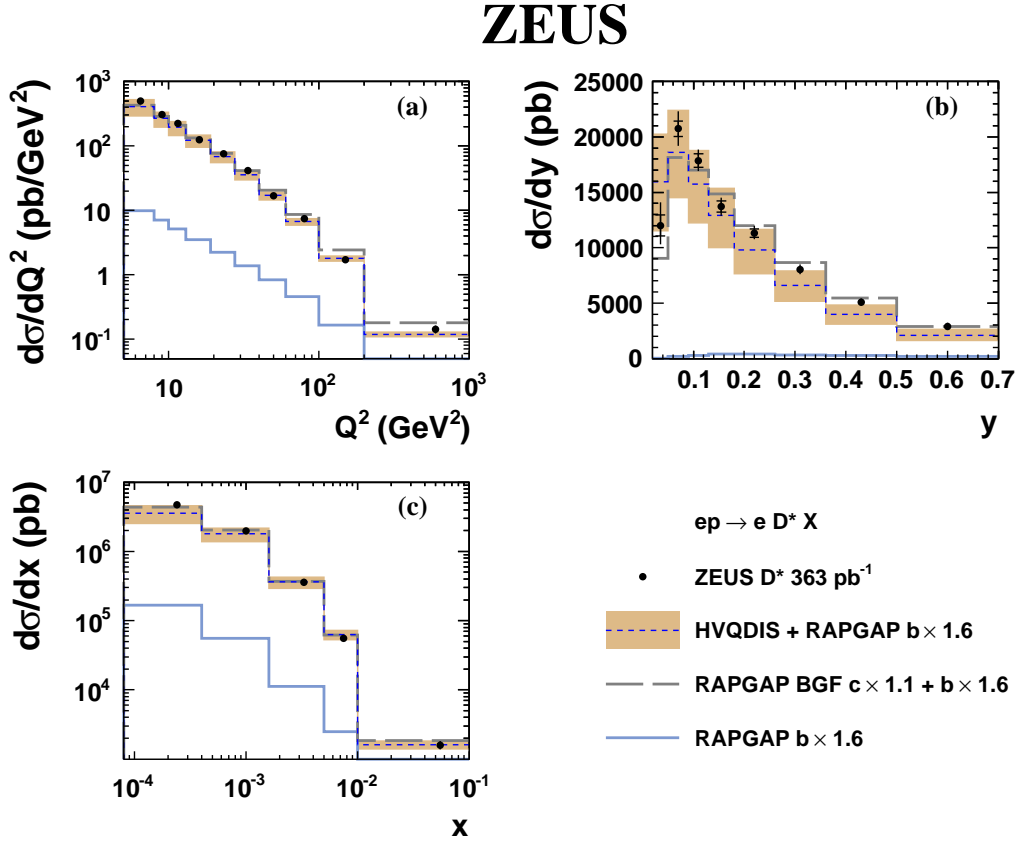 ZEUS
(a)
dσ/dQ² (pb/GeV²)
10³
10²
10
1
10⁻¹
10
10²
10³
Q² (GeV²)
(b)
dσ/dy (pb)
25000
20000
15000
10000
5000
0
0.1 0.2 0.3 0.4 0.5 0.6 0.7
y
(c)
dσ/dx (pb)
10⁷
10⁶
10⁵
10⁴
10⁻⁴ 10⁻³ 10⁻² 10⁻¹
x
ep → e D* X
ZEUS D* 363 pb⁻¹
HVQDIS + RAPGAP b × 1.6
RAPGAP BGF c × 1.1 + b × 1.6
RAPGAP b × 1.6